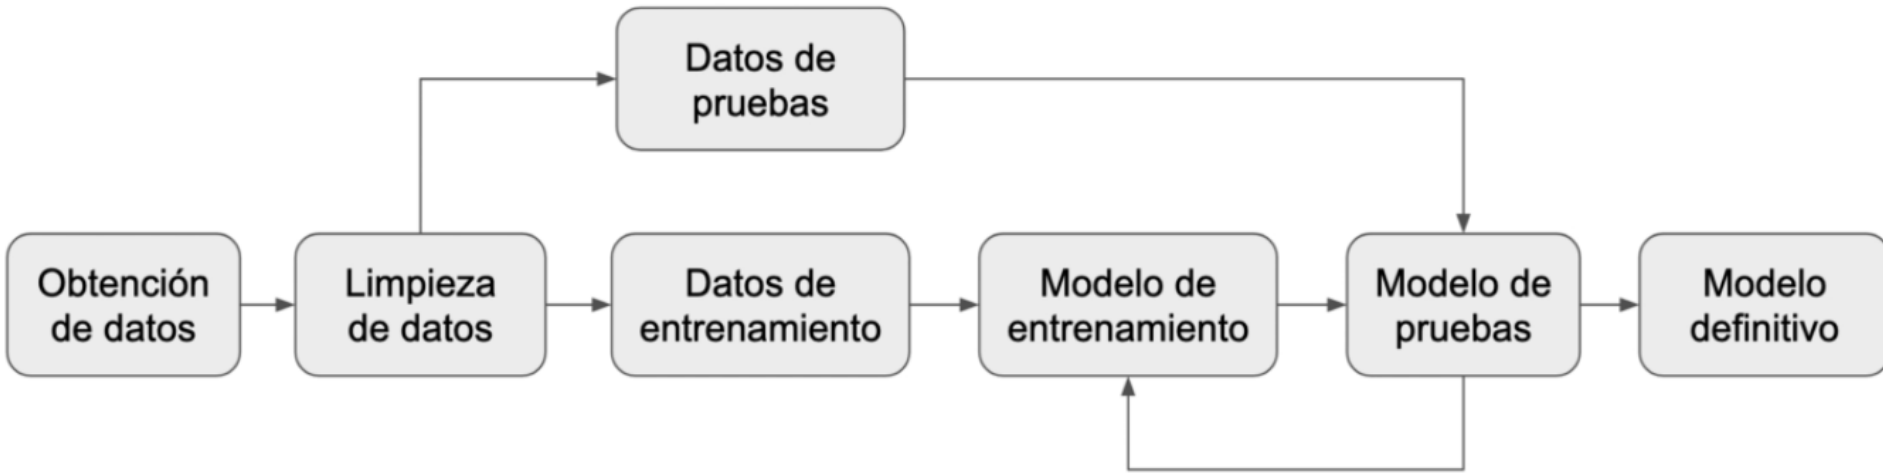 Datos de
pruebas
Obtención
de datos
Limpieza
de datos
Datos de
entrenamiento
Modelo de
entrenamiento
Modelo de
pruebas
Modelo
definitivo